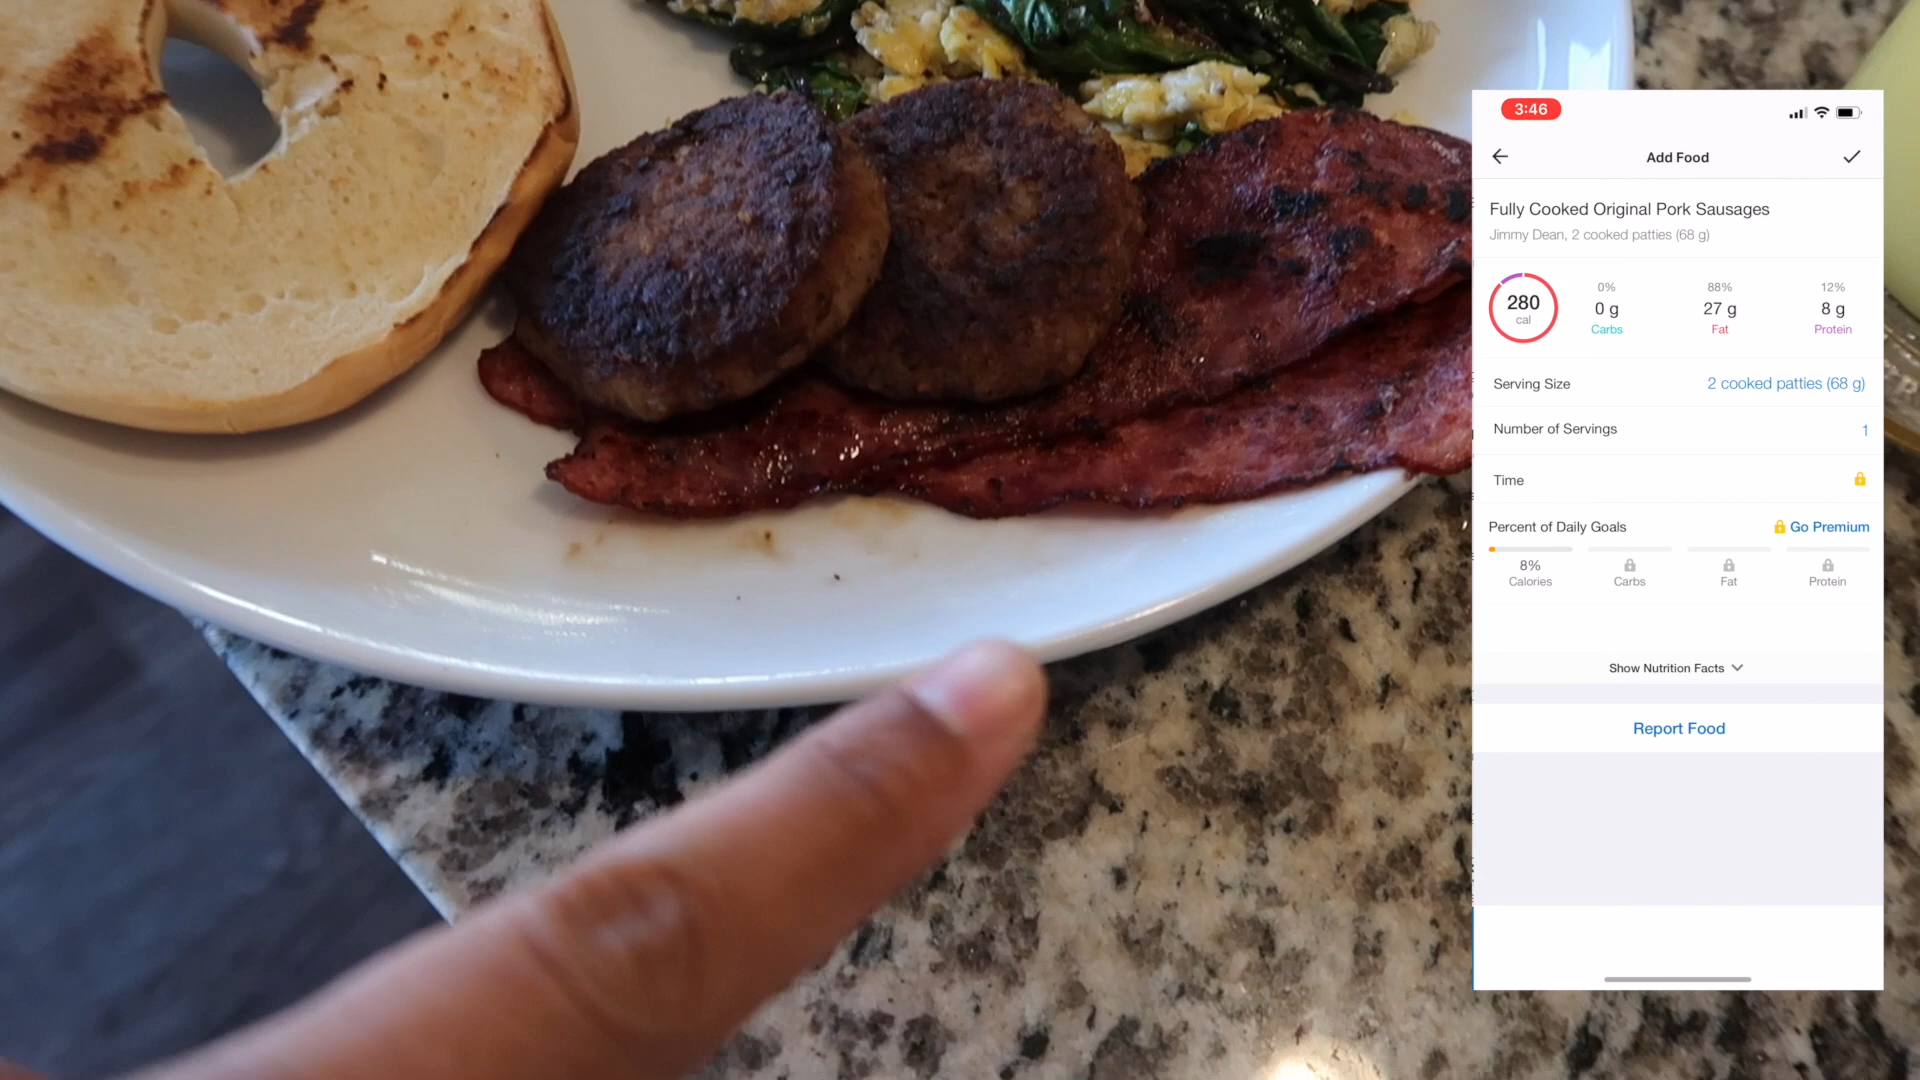 3:46
Add Food
Fully Cooked Original Pork Sausages
Jimmy Dean, 2 cooked patties (68 g)
280
cal
0%
0 g
Carbs
88%
27 g
Fat
12%
8 g
Protein
Serving Size
2 cooked patties (68 g)
Number of Servings
1
Time
Percent of Daily Goals
Go Premium
8%
Calories
Carbs
Fat
Protein
Show Nutrition Facts
Report Food